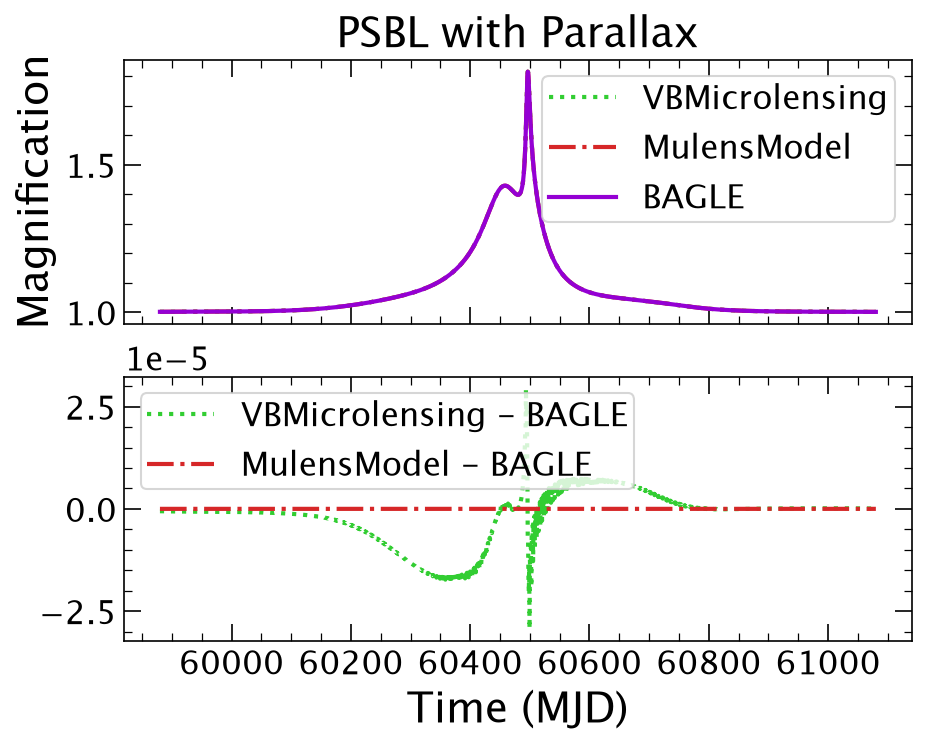 PSBL with Parallax
Magnification
1.5
1.0
VBMicrolensing
MulensModel
BAGLE
1e−5
2.5
0.0
−2.5
VBMicrolensing − BAGLE
MulensModel − BAGLE
60000 60200 60400 60600 60800 61000
Time (MJD)